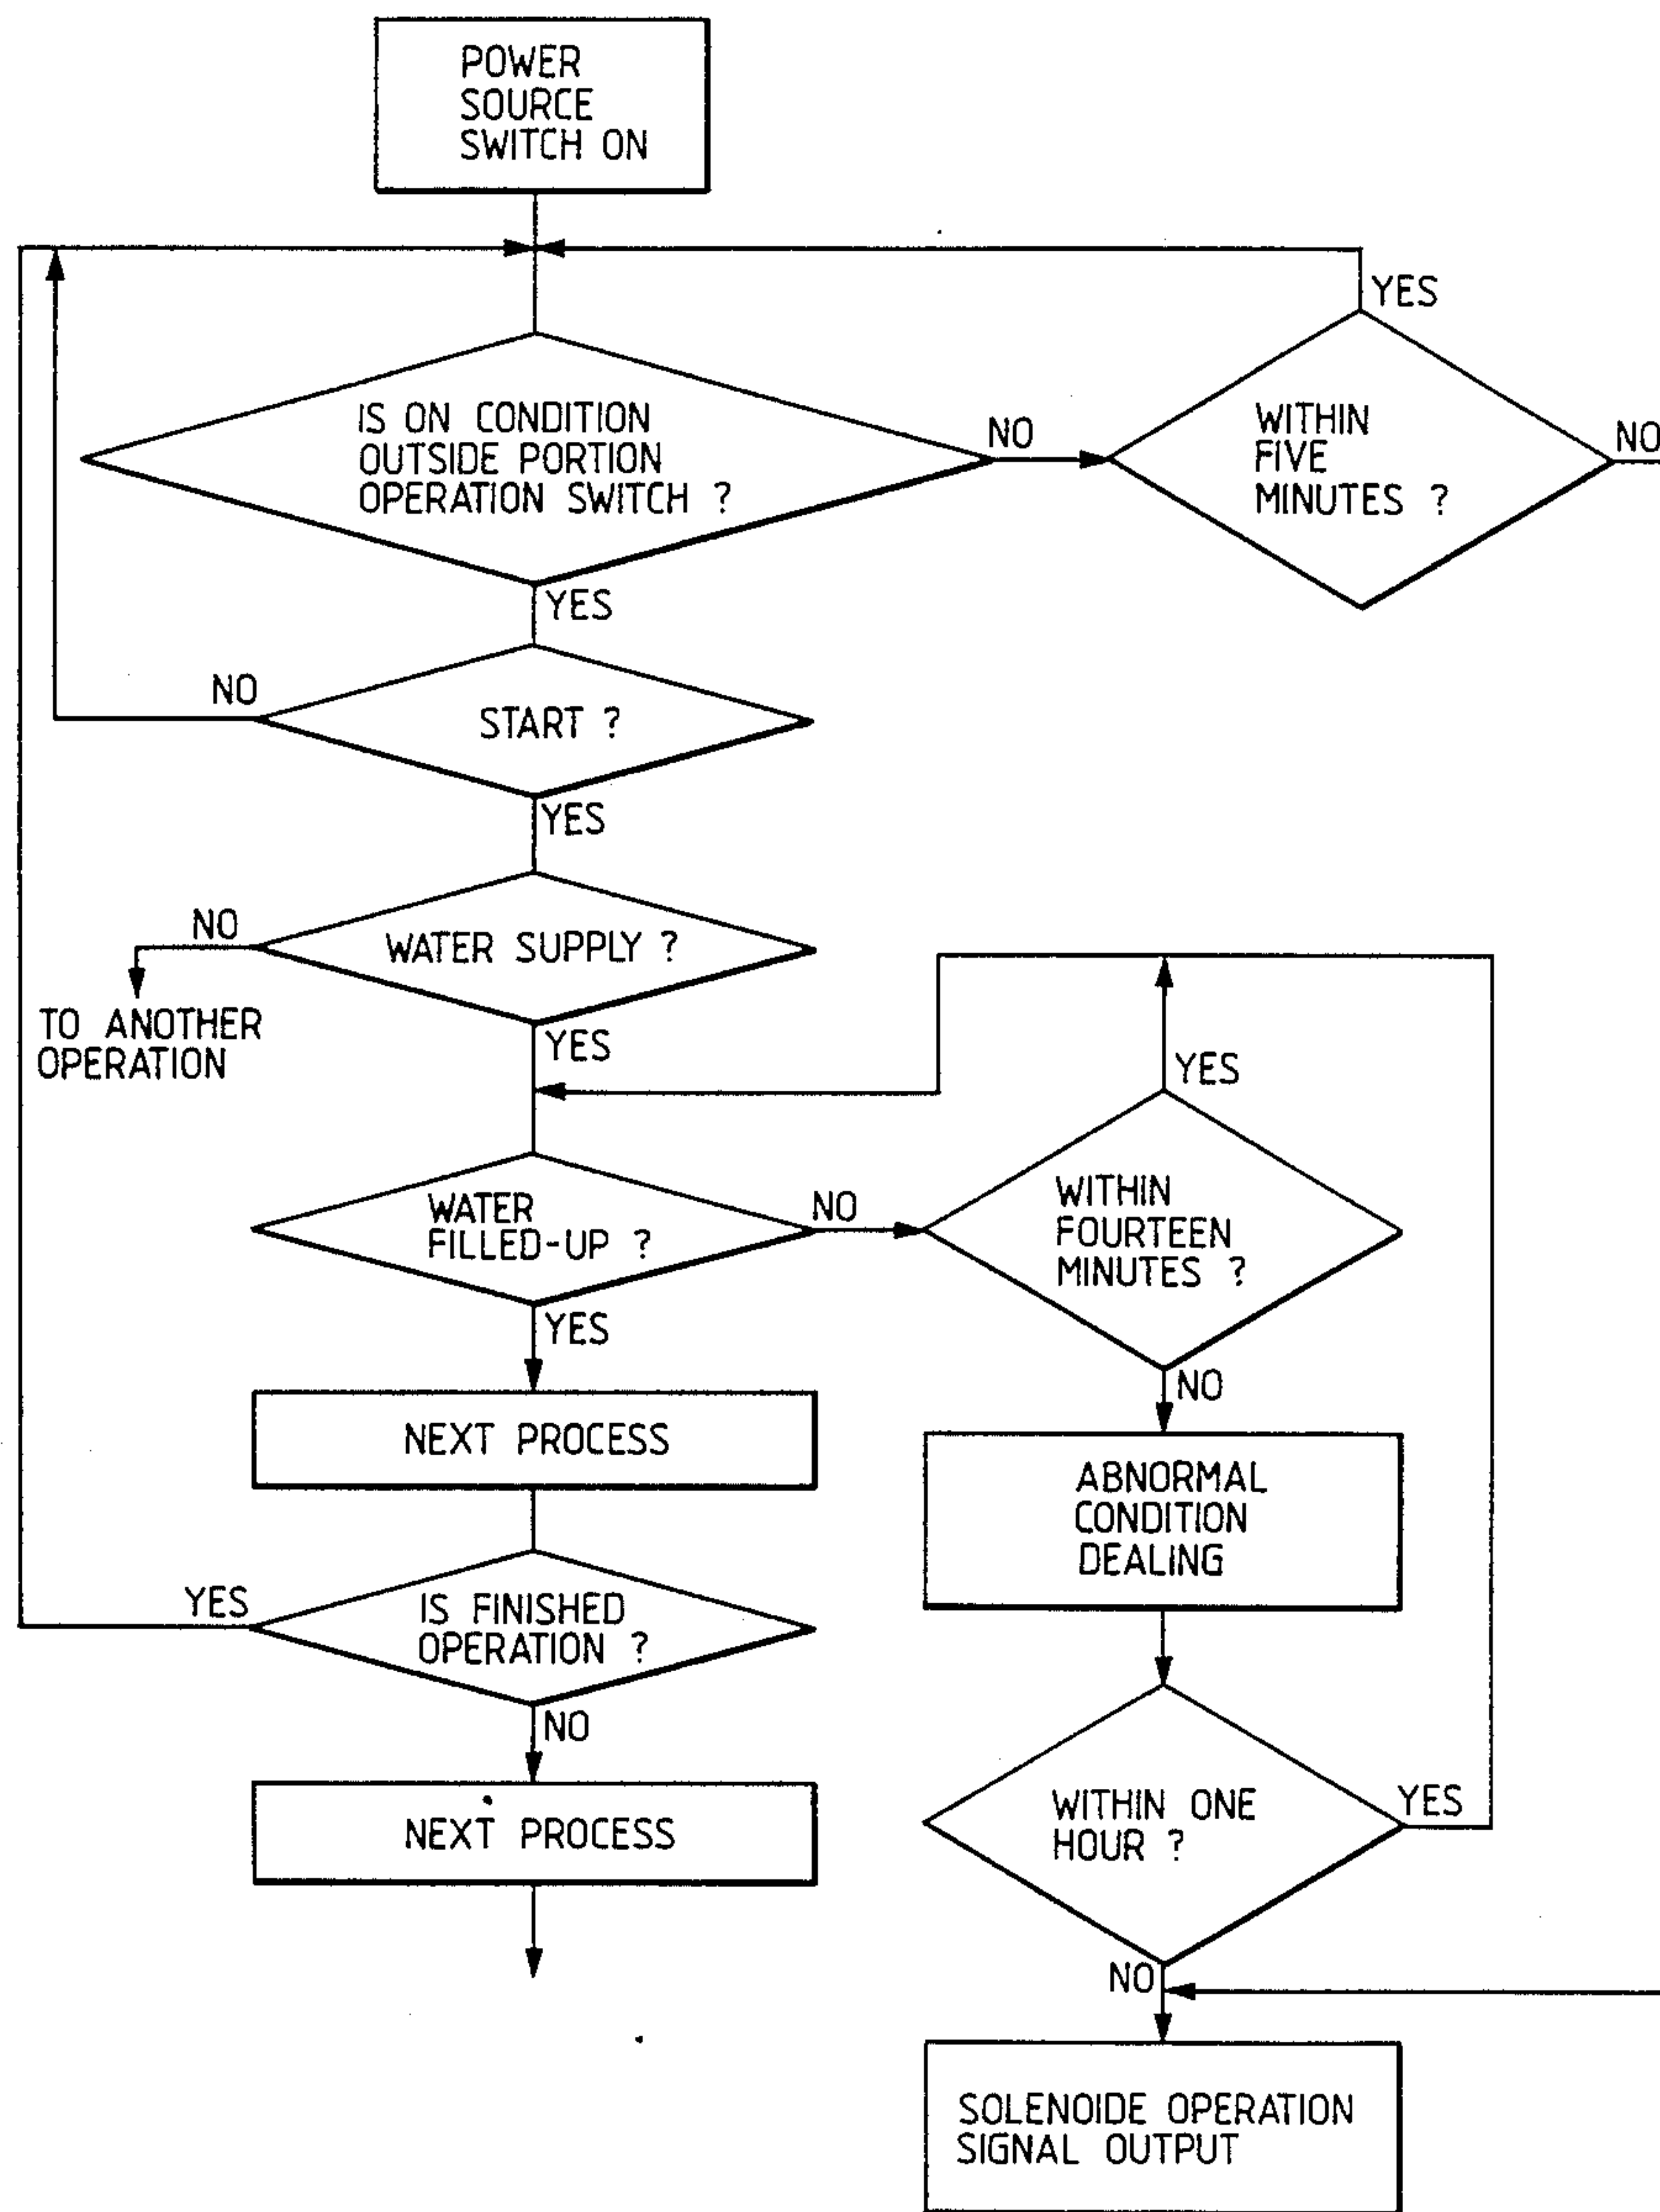 POWER
SOURCE
SWITCH ON
YES
IS ON CONDITION
OUTSIDE PORTION
OPERATION SWITCH ?
NO
WITHIN
FIVE
MINUTES ?
NO
YES
NO
START ?
YES
NO
WATER SUPPLY ?
TO ANOTHER
OPERATION
YES
YES
WATER
FILLED-UP ?
NO
WITHIN
FOURTEEN
MINUTES ?
YES
NO
NEXT PROCESS
ABNORMAL
CONDITION
DEALING
YES
IS FINISHED
OPERATION ?
NO
NEXT PROCESS
WITHIN ONE
HOUR ?
YES
NO
SOLENOIDE OPERATION
SIGNAL OUTPUT